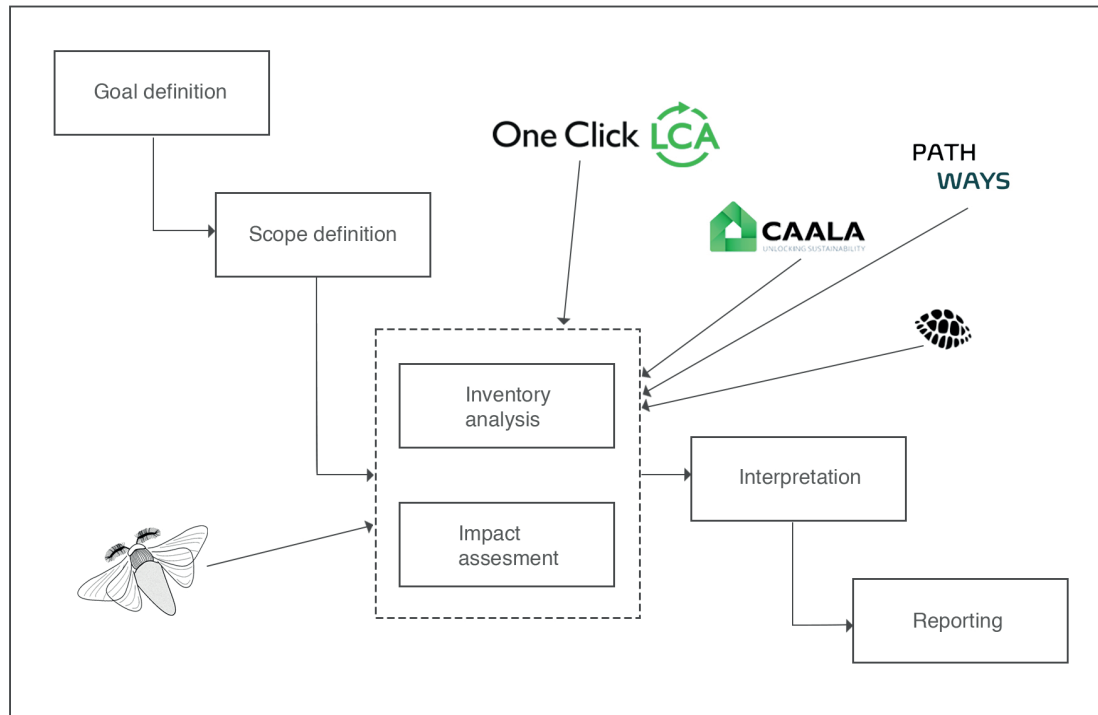 Goal definition
One Click LCA
PATH
WAYS
Scope definition
CAALA
UNLOCKING SUSTAINABILITY
Inventory
analysis
Interpretation
Impact
assesment
Reporting